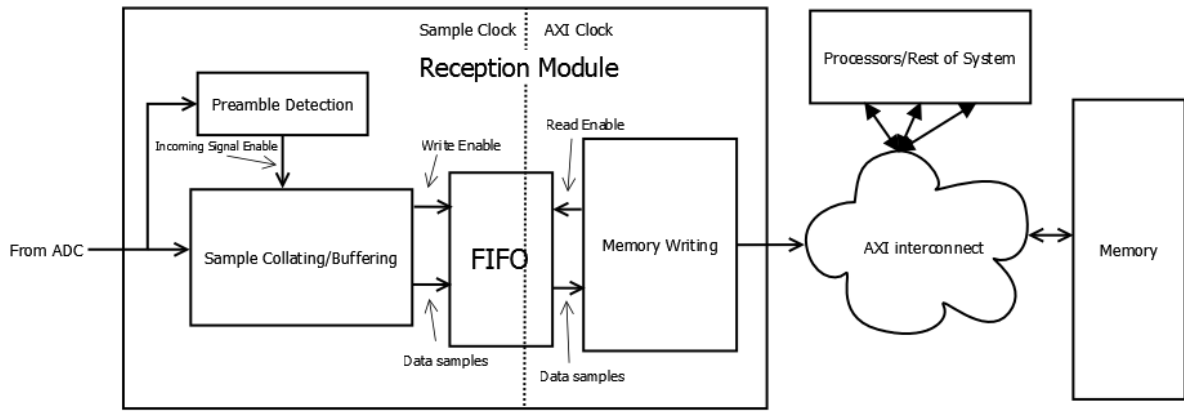 Sample Clock
AXI Clock
Reception Module
Processors/Rest of System
Preamble Detection
Incoming Signal Enable
Write Enable
Read Enable
From ADC
Sample Collating/Buffering
FIFO
Memory Writing
AXI interconnect
Memory
Data samples
Data samples